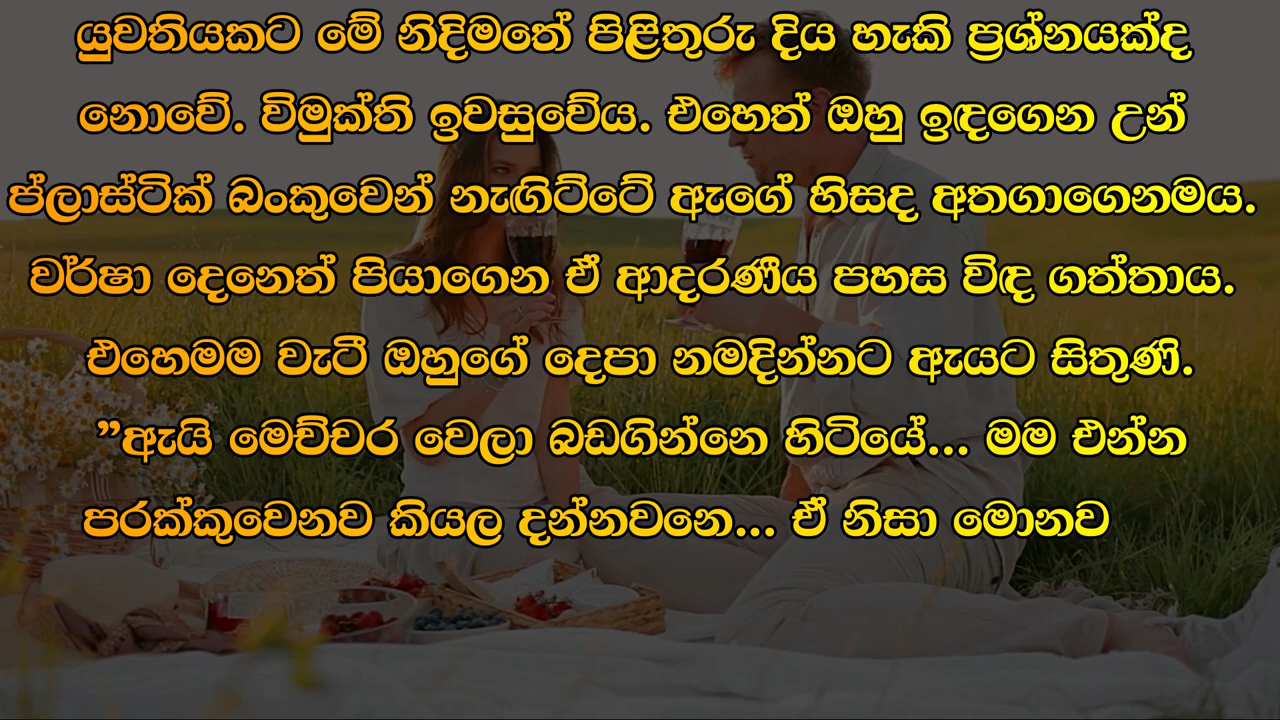 යුවතියකට මේ නිදිමතේ පිළිතුරු දිය හැකි ප්‍රශ්නයක්ද
නොවේ. විමුක්ති ඉවසුවේය. එහෙත් ඔහු ඉඳගෙන උන්
ප්ලාස්ටික් බංකුවෙන් නැඟිට්ටේ ඇගේ හිසද අතගාගෙනමය.
වර්ෂා දෙනෙත් පියාගෙන ඒ ආදරණීය පහස විඳ ගත්තාය.
එහෙමම වැටී ඔහුගේ දෙපා නමදින්නට ඇයට සිතුණි.
”ඇයි මෙච්චර වෙලා බඩගින්නෙ හිටියේ... මම එන්න
පරක්කුවෙනව කියල දන්නවනෙ... ඒ නිසා මොනව